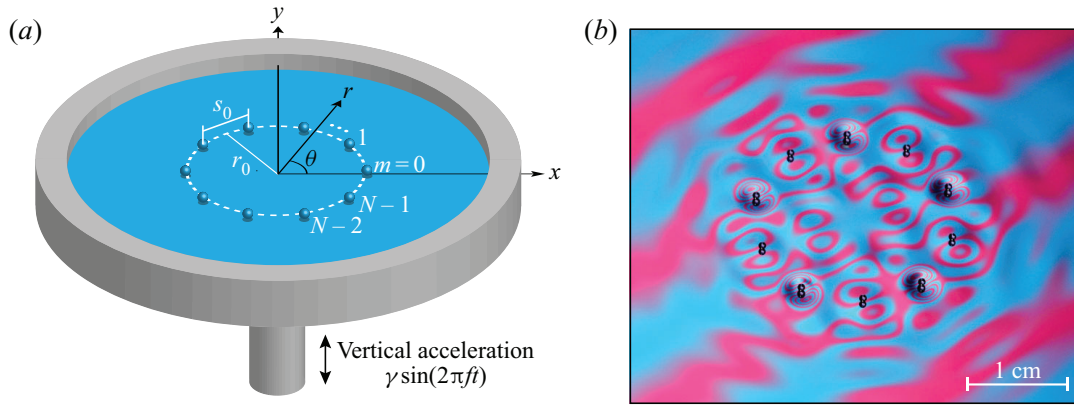 (a)
y
r
s₀
1
r₀
θ
m = 0
x
N – 1
N – 2
Vertical acceleration
γ sin(2πft)
(b)
1 cm